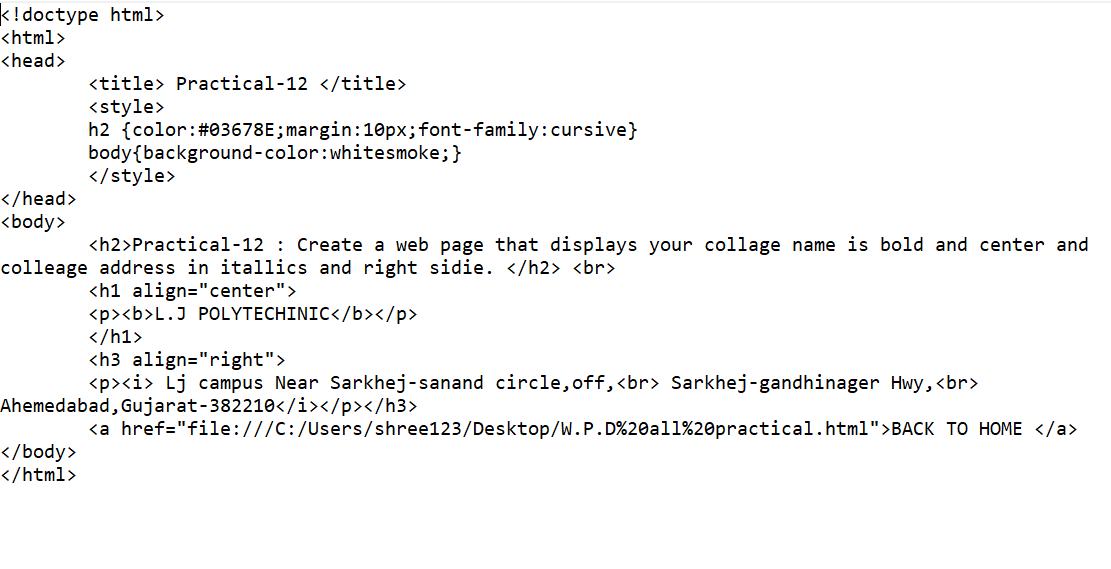 <!doctype html>
<html>
<head>
        <title> Practical-12 </title>
        <style>
        h2 {color:#03678E;margin:10px;font-family:cursive}
        body{background-color:whitesmoke;}
        </style>
</head>
<body>
        <h2>Practical-12 : Create a web page that displays your collage name is bold and center and
colleage address in itallics and right sidie. </h2> <br>
        <h1 align="center">
        <p><b>L.J POLYTECHINIC</b></p>
        </h1>
        <h3 align="right">
        <p><i> Lj campus Near Sarkhej-sanand circle,off,<br> Sarkhej-gandhinager Hwy,<br>
Ahemedabad,Gujarat-382210</i></p></h3>
        <a href="file:///C:/Users/shree123/Desktop/W.P.D%20all%20practical.html">BACK TO HOME </a>
</body>
</html>